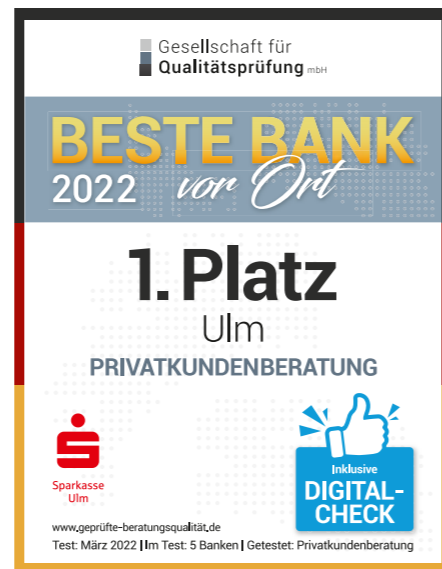 Gesellschaft für
Qualitätsprüfung mbH
BESTE BANK
2022 vor Ort
1. Platz
Ulm
PRIVATKUNDENBERATUNG
Sparkasse
Ulm
Inklusive
DIGITAL-
CHECK
www.geprüfte-beratungsqualität.de
Test: März 2022 | Im Test: 5 Banken | Getestet: Privatkundenberatung